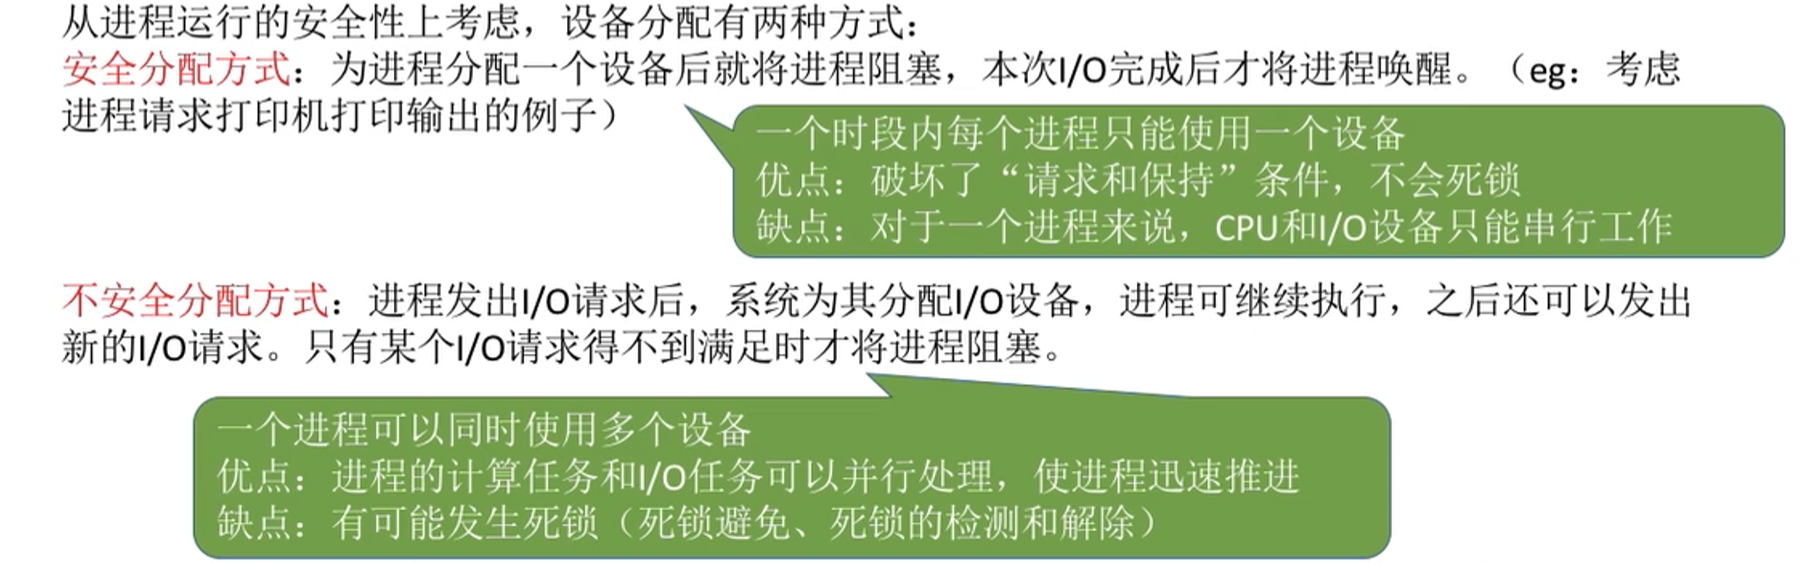 从进程运行的安全性上考虑，设备分配有两种方式：
安全分配方式：为进程分配一个设备后就将进程阻塞，本次I/O完成后才将进程唤醒。（eg：考虑
进程请求打印机打印输出的例子）
一个时段内每个进程只能使用一个设备
优点：破坏了“请求和保持”条件，不会死锁
缺点：对于一个进程来说，CPU和I/O设备只能串行工作
不安全分配方式：进程发出I/O请求后，系统为其分配I/O设备，进程可继续执行，之后还可以发出
新的I/O请求。只有某个I/O请求得不到满足时才将进程阻塞。
一个进程可以同时使用多个设备
优点：进程的计算任务和I/O任务可以并行处理，使进程迅速推进
缺点：有可能发生死锁（死锁避免、死锁的检测和解除）